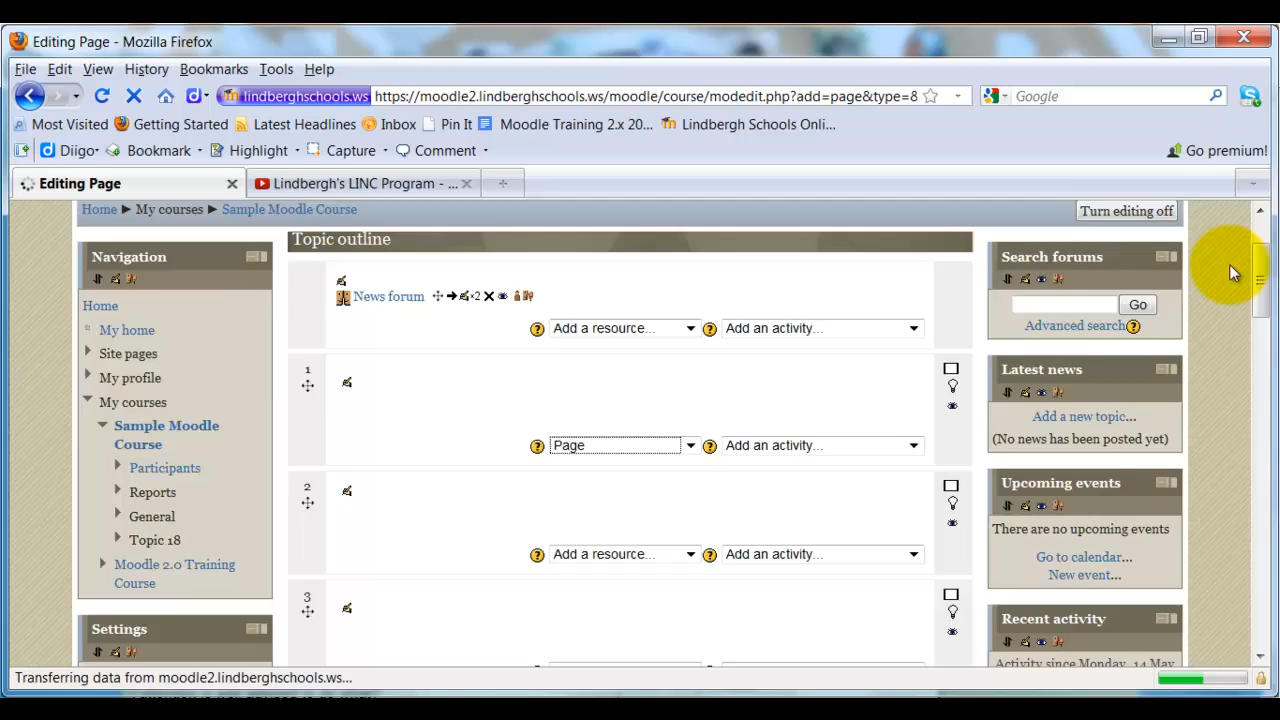 Editing Page - Mozilla Firefox
File Edit View History Bookmarks Tools Help
lindberghschools.ws https://moodle2.lindberghschools.ws/moodle/course/modedit.php?add=page&type=8 Google
Most Visited Getting Started Latest Headlines Inbox Pin It Moodle Training 2.x 20... Lindbergh Schools Onli...
Diigo Bookmark Highlight Capture Comment Go premium!
Editing Page Lindbergh's LINC Program - ...
Home ► My courses ► Sample Moodle Course Turn editing off
Topic outline
Navigation
Home
My home
Site pages
My profile
My courses
Sample Moodle
Course
Participants
Reports
General
Topic 18
Moodle 2.0 Training
Course
Settings
News forum ×2
Add a resource... Add an activity...
1
Page Add an activity...
2
Add a resource... Add an activity...
3
Search forums
Go
Advanced search
Latest news
Add a new topic...
(No news has been posted yet)
Upcoming events
There are no upcoming events
Go to calendar...
New event...
Recent activity
Activity since Monday, 14 May
Transferring data from moodle2.lindberghschools.ws...